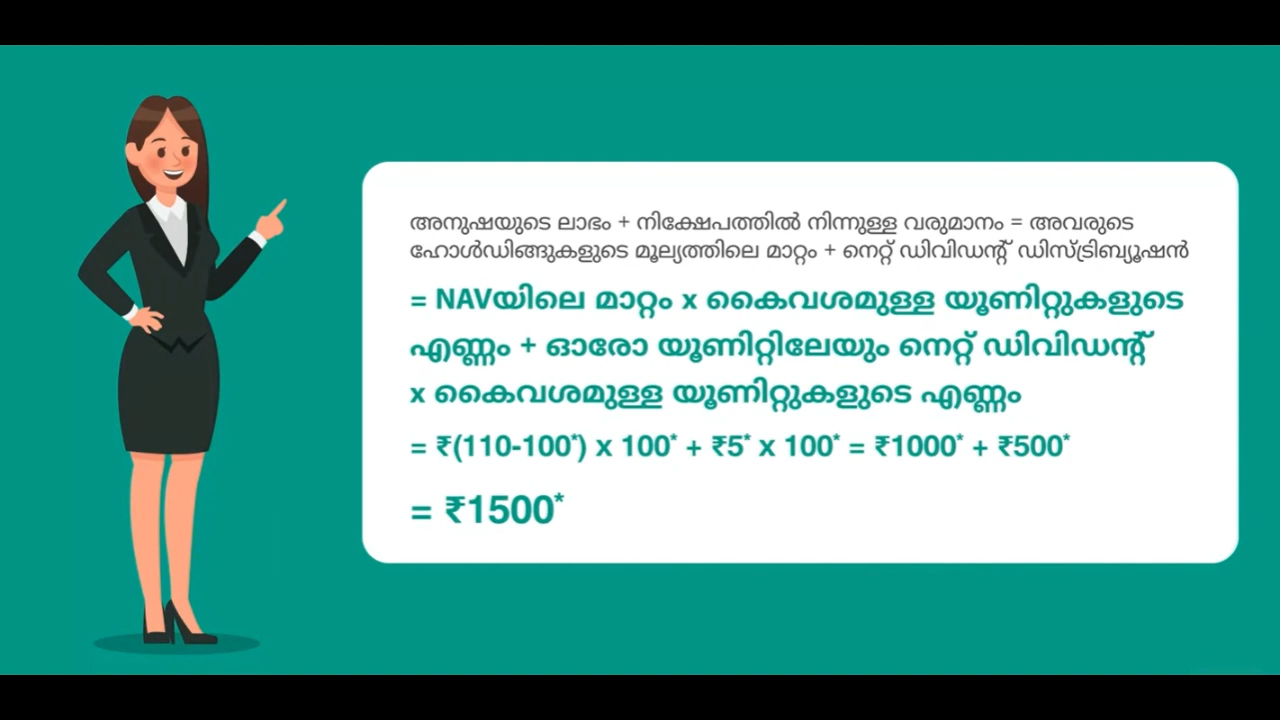 അനുഷയുടെ ലാഭം + നിക്ഷേപത്തിൽ നിന്നുള്ള വരുമാനം = അവരുടെ
ഹോൾഡിങ്ങുകളുടെ മൂല്യത്തിലെ മാറ്റം + നെറ്റ് ഡിവിഡന്റ് ഡിസ്ട്രിബ്യൂഷൻ
= NAVയിലെ മാറ്റം x കൈവശമുള്ള യൂണിറ്റുകളുടെ
എണ്ണം + ഓരോ യൂണിറ്റിലേയും നെറ്റ് ഡിവിഡന്റ്
x കൈവശമുള്ള യൂണിറ്റുകളുടെ എണ്ണം
= ₹(110-100*) x 100* + ₹5* x 100* = ₹1000* + ₹500*
= ₹1500*